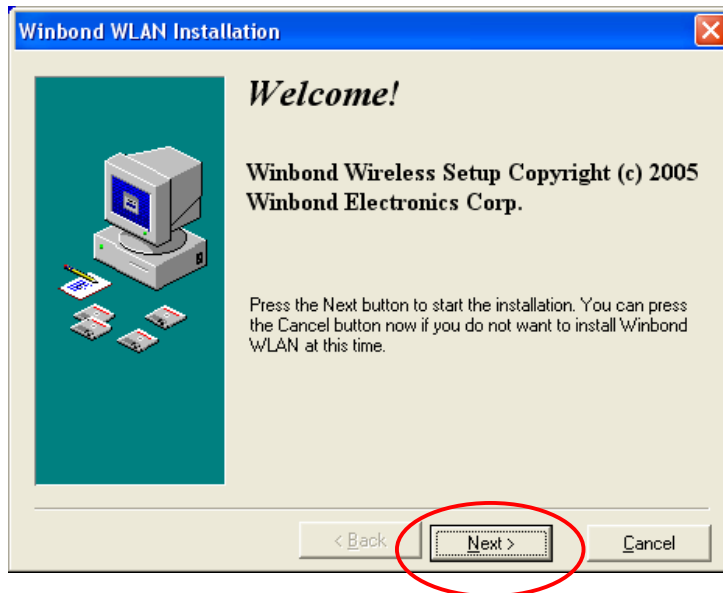 Winbond WLAN Installation
Welcome!
Winbond Wireless Setup Copyright (c) 2005
Winbond Electronics Corp.
Press the Next button to start the installation. You can press
the Cancel button now if you do not want to install Winbond
WLAN at this time.
< Back
Next >
Cancel